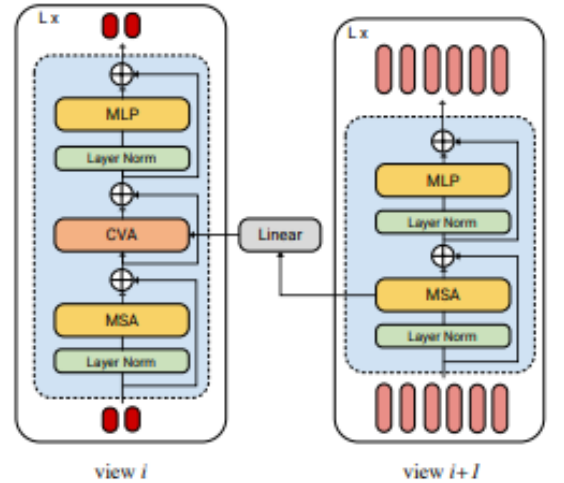 L x
MLP
Layer Norm
CVA
MSA
Layer Norm
view i
Linear
L x
MLP
Layer Norm
MSA
Layer Norm
view i+1